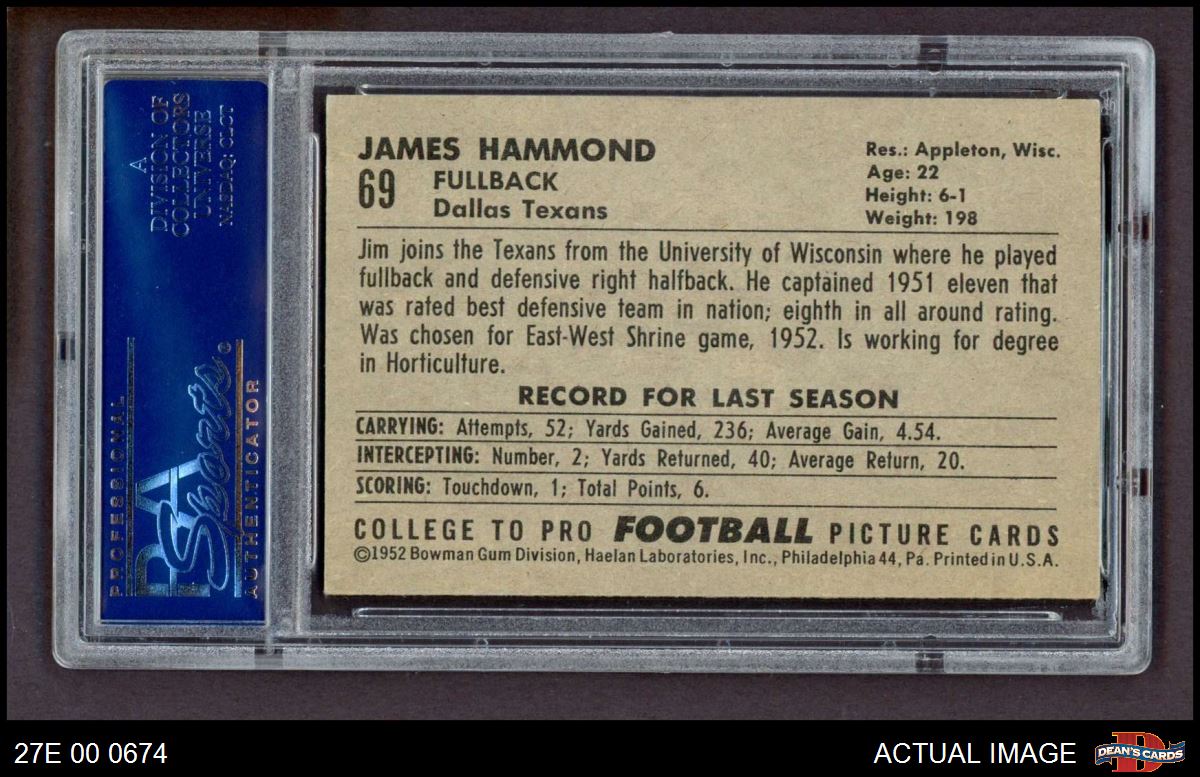 JAMES HAMMOND
69
FULLBACK
Dallas Texans
Res.: Appleton, Wisc.
Age: 22
Height: 6-1
Weight: 198
Jim joins the Texans from the University of Wisconsin where he played
fullback and defensive right halfback. He captained 1951 eleven that
was rated best defensive team in nation; eighth in all around rating.
Was chosen for East-West Shrine game, 1952. Is working for degree
in Horticulture.
RECORD FOR LAST SEASON
CARRYING: Attempts, 52; Yards Gained, 236; Average Gain, 4.54.
INTERCEPTING: Number, 2; Yards Returned, 40; Average Return, 20.
SCORING: Touchdown, 1; Total Points, 6.
COLLEGE TO PRO FOOTBALL PICTURE CARDS
©1952 Bowman Gum Division, Haelan Laboratories, Inc., Philadelphia 44, Pa. Printed in U.S.A.
A
DIVISION OF
COLLECTORS
UNIVERSE
NASDAQ: CLCT
PROFESSIONAL
PSA
Sports
AUTHENTICATOR
27E 00 0674
ACTUAL IMAGE
D
DEAN'S CARDS